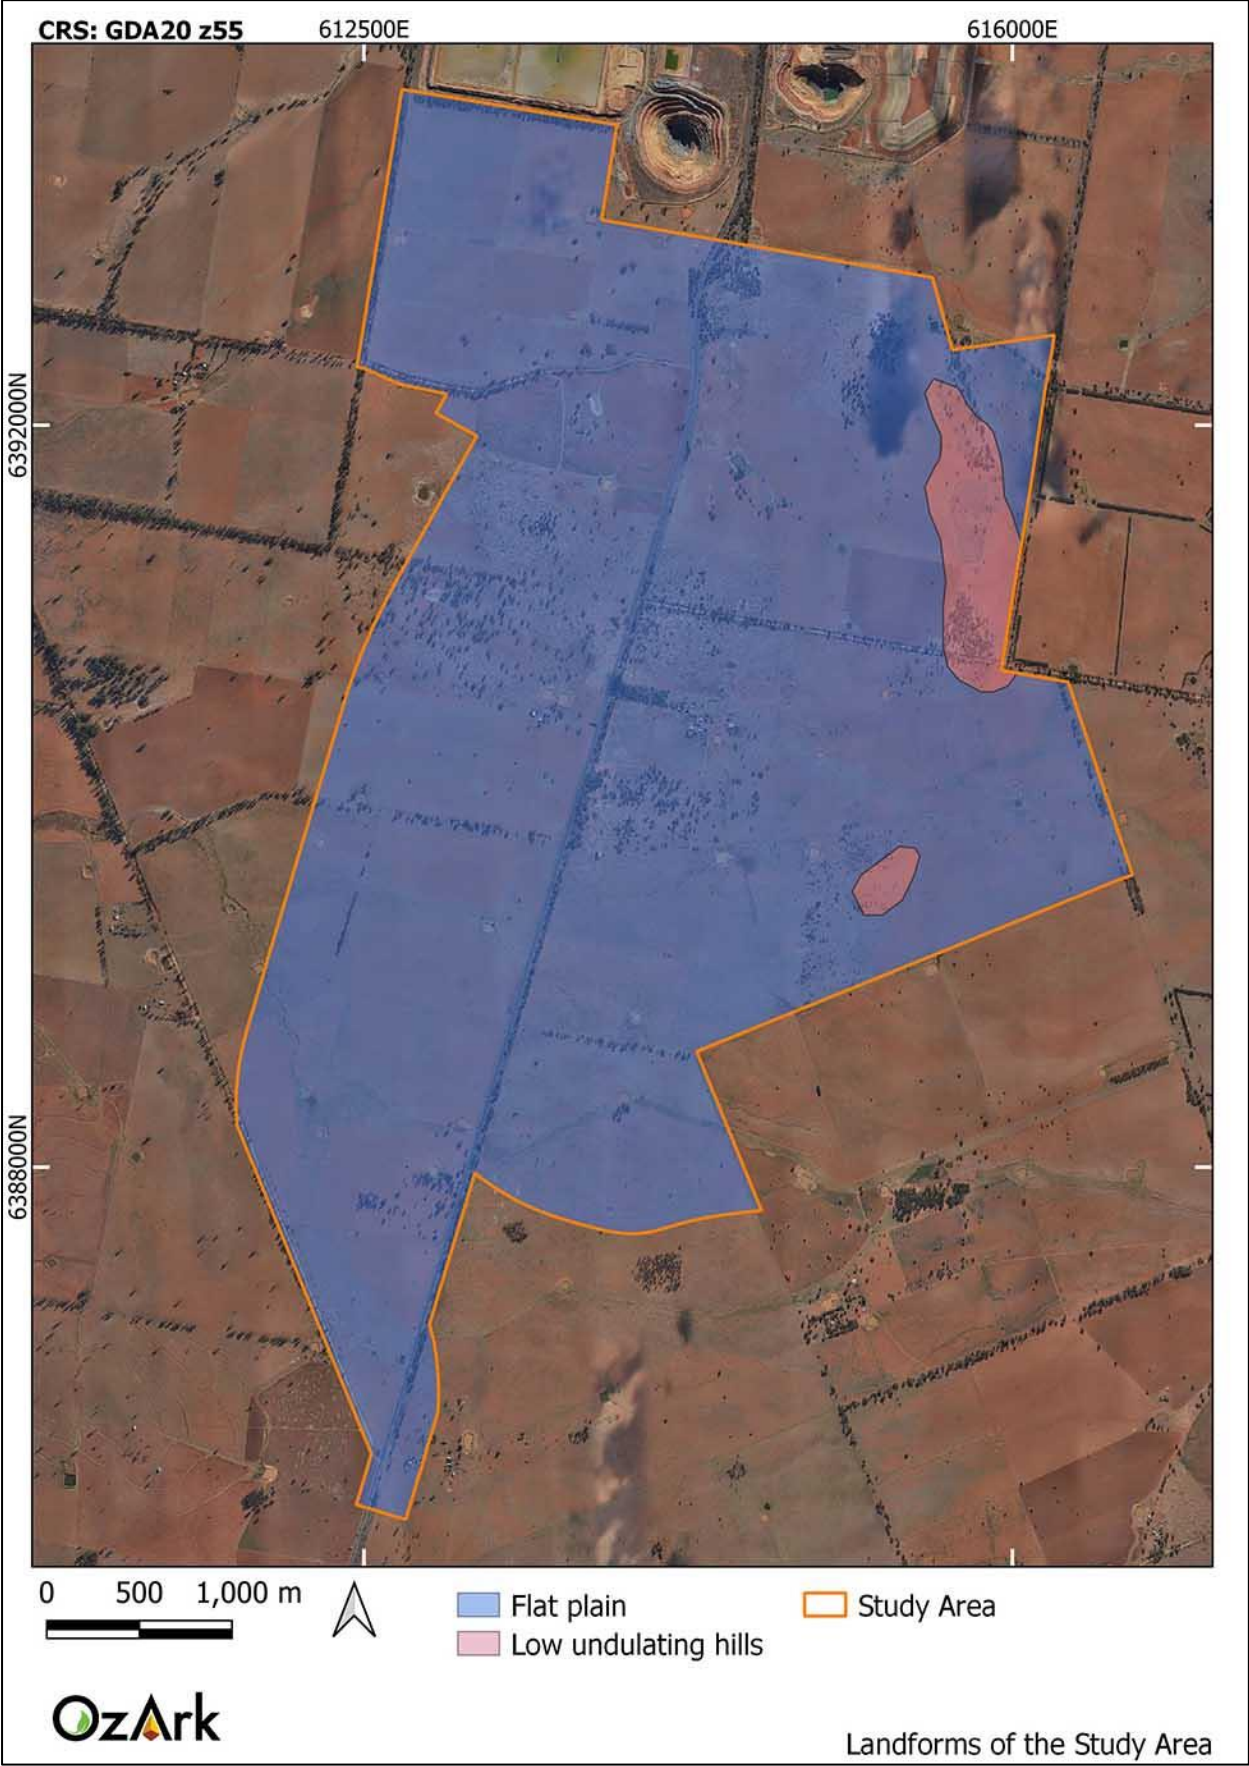 CRS: GDA20 z55
612500E
616000E
6392000N
6388000N
0 500 1,000 m
Flat plain
Low undulating hills
Study Area
OzArk
Landforms of the Study Area